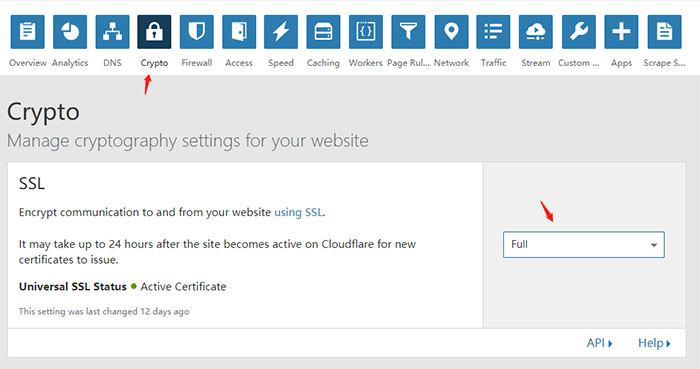 Overview Analytics DNS Crypto Firewall Access Speed Caching Workers Page Rul... Network Traffic Stream Custom ... Apps Scrape S...
Crypto
Manage cryptography settings for your website
SSL
Encrypt communication to and from your website using SSL.
It may take up to 24 hours after the site becomes active on Cloudflare for new
certificates to issue.
Universal SSL Status Active Certificate
This setting was last changed 12 days ago
Full
API Help